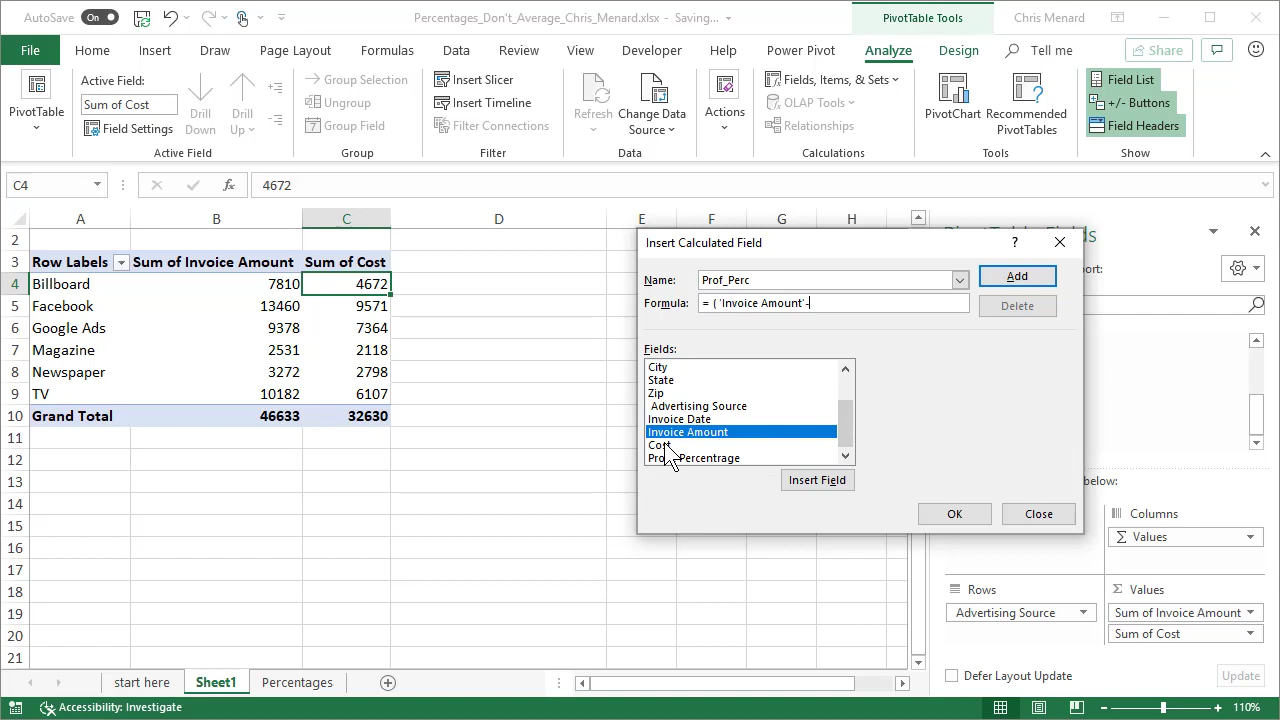 AutoSave On Percentages_Don't_Average_Chris_Menard.xlsx - Saving... PivotTable Tools Chris Menard
File Home Insert Draw Page Layout Formulas Data Review View Developer Help Power Pivot Analyze Design Tell me Share
PivotTable
Active Field:
Sum of Cost
Field Settings
Drill Down
Drill Up
Active Field
Group Selection
Ungroup
Group Field
Group
Insert Slicer
Insert Timeline
Filter Connections
Filter
Refresh
Change Data Source
Data
Actions
Fields, Items, & Sets
OLAP Tools
Relationships
Calculations
PivotChart
Recommended PivotTables
Tools
Field List
+/- Buttons
Field Headers
Show
C4 fx 4672
A B C D E F G H
2
3 Row Labels Sum of Invoice Amount Sum of Cost
4 Billboard 7810 4672
5 Facebook 13460 9571
6 Google Ads 9378 7364
7 Magazine 2531 2118
8 Newspaper 3272 2798
9 TV 10182 6107
10 Grand Total 46633 32630
11
12
13
14
15
16
17
18
19
20
21
Insert Calculated Field ?
Name: Prof_Perc Add
Formula: = ( 'Invoice Amount'- Delete
Fields:
City
State
Zip
Advertising Source
Invoice Date
Invoice Amount
Percentage
Insert Field
OK Close
Columns
Values
Rows
Advertising Source
Values
Sum of Invoice Amount
Sum of Cost
Defer Layout Update Update
start here Sheet1 Percentages
Accessibility: Investigate 110%